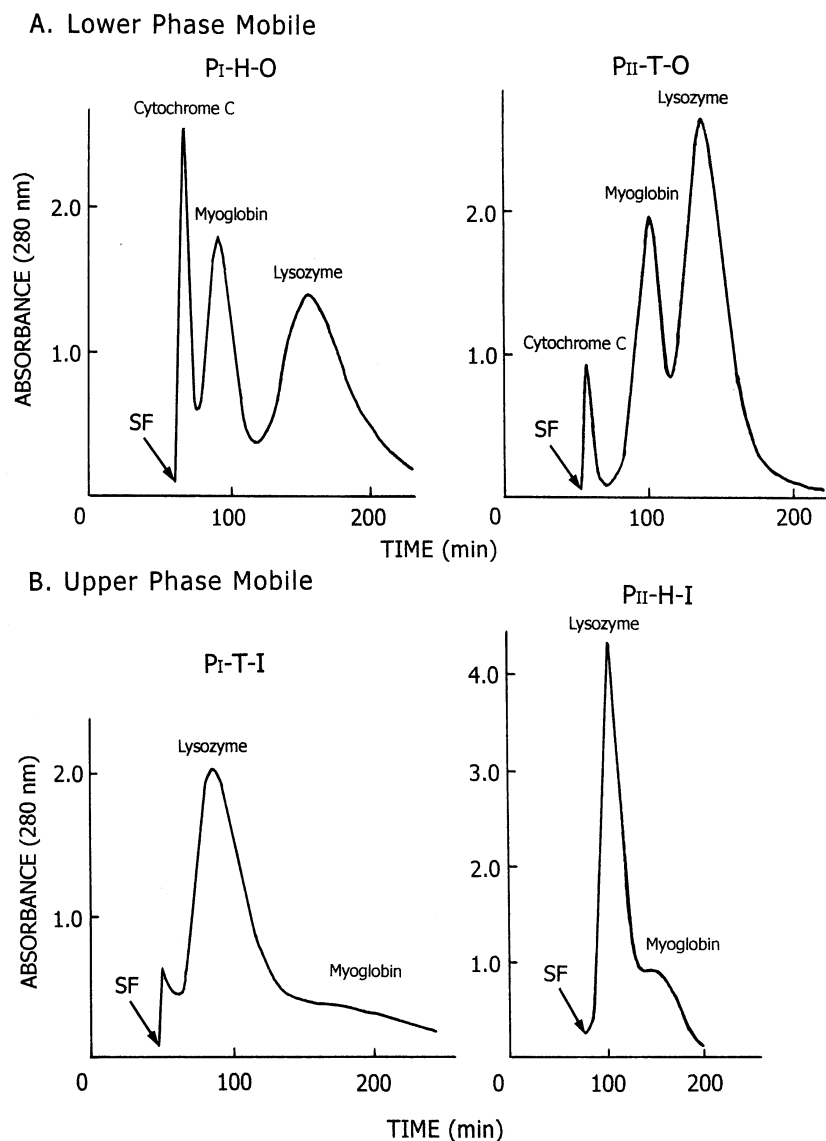 A. Lower Phase Mobile
PI-H-O
Cytochrome C
Myoglobin
Lysozyme
2.0
1.0
ABSORBANCE (280 nm)
SF
0
100
200
PII-T-O
Lysozyme
Myoglobin
Cytochrome C
2.0
1.0
SF
0
100
200
TIME (min)
B. Upper Phase Mobile
PI-T-I
Lysozyme
Myoglobin
2.0
1.0
ABSORBANCE (280 nm)
SF
0
100
200
PII-H-I
Lysozyme
Myoglobin
4.0
3.0
2.0
1.0
SF
0
100
200
TIME (min)